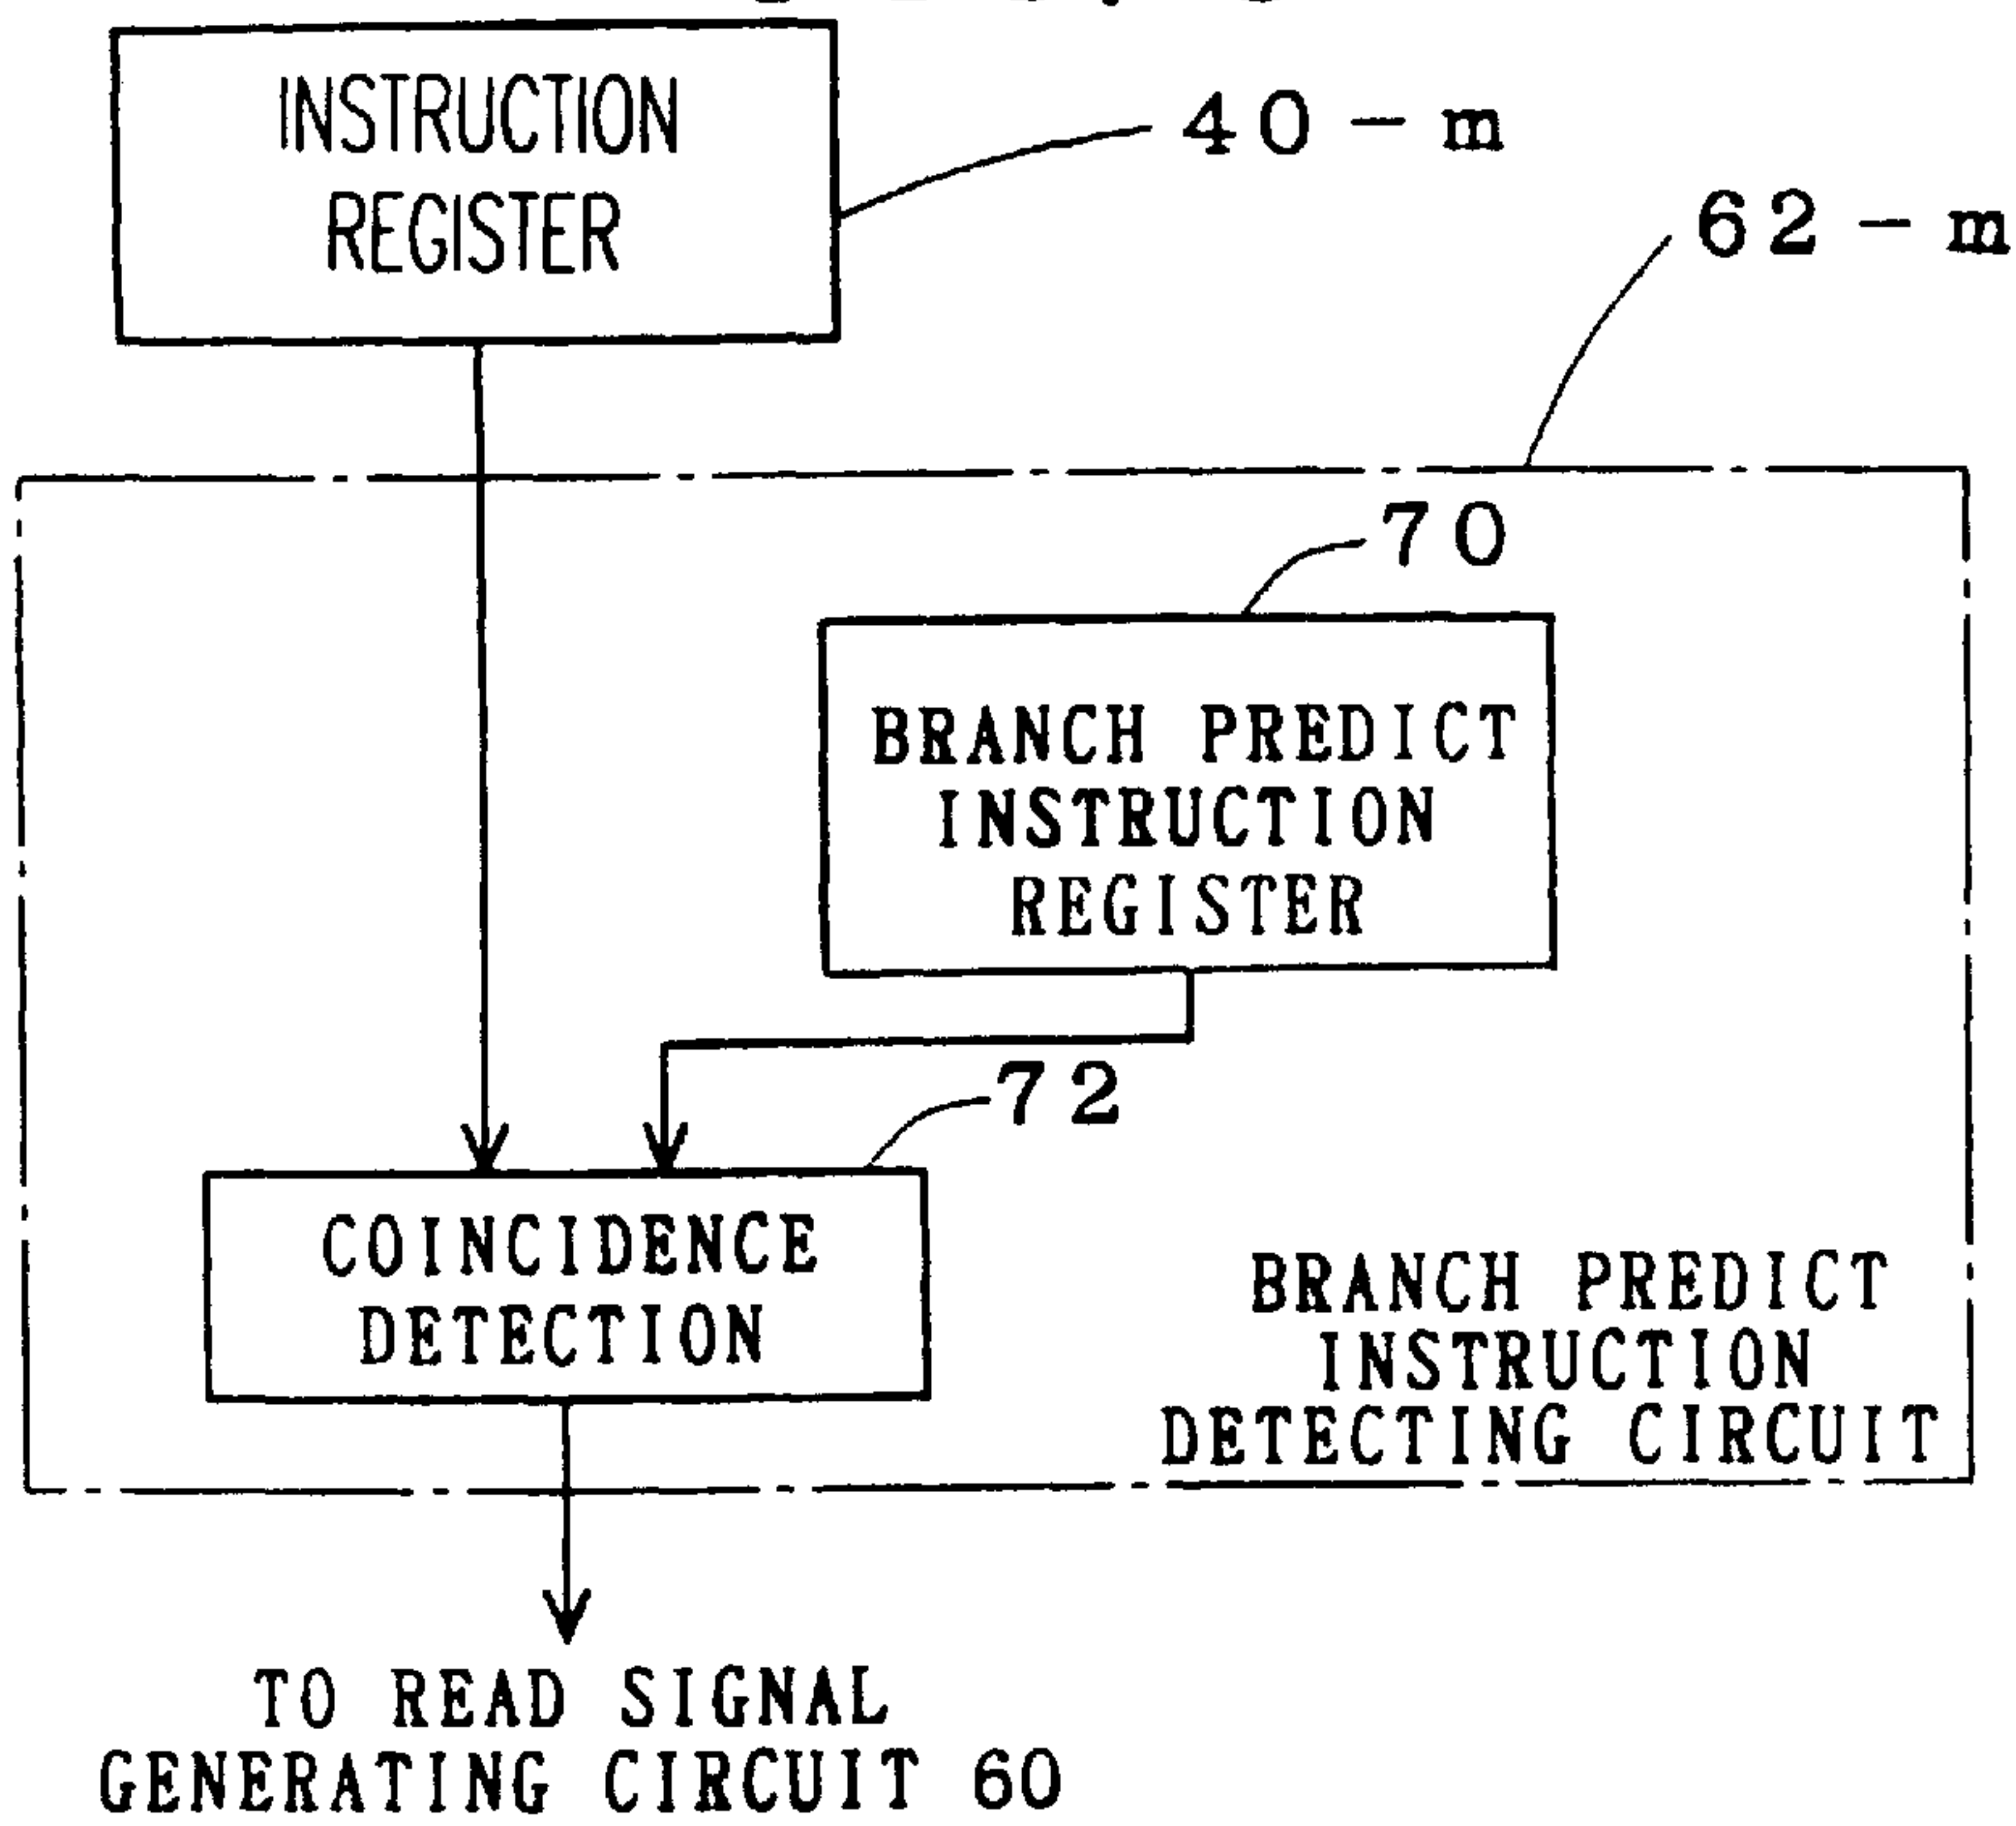 INSTRUCTION
REGISTER
40-m
62-m
70
BRANCH PREDICT
INSTRUCTION
REGISTER
72
COINCIDENCE
DETECTION
BRANCH PREDICT
INSTRUCTION
DETECTING CIRCUIT
TO READ SIGNAL
GENERATING CIRCUIT 60